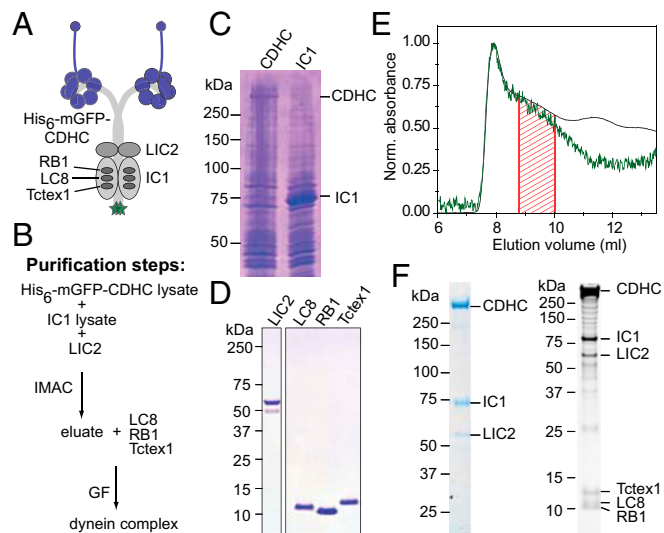 A
His6-mGFP-
CDHC
RB1
LC8
Tctex1
LIC2
IC1
B
Purification steps:
His6-mGFP-CDHC lysate
+
IC1 lysate
+
LIC2
IMAC
eluate + LC8
RB1
Tctex1
GF
dynein complex
C
CDHC IC1
kDa
250
150
100
75
50
CDHC
IC1
D
LIC2 LC8 RB1 Tctex1
kDa
250
75
50
37
25
15
10
E
Norm. absorbance
1.00
0.75
0.50
0.25
0.00
6 8 10 12
Elution volume (ml)
F
kDa
250
150
100
75
50
37
25
CDHC
IC1
LIC2
kDa
250
150
75
50
37
25
15
10
CDHC
IC1
LIC2
Tctex1
LC8
RB1